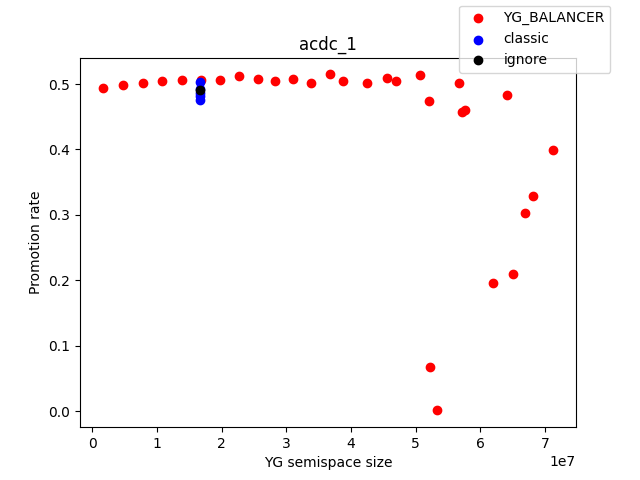 acdc_1
YG_BALANCER
classic
ignore
Promotion rate
0.5
0.4
0.3
0.2
0.1
0.0
0 1 2 3 4 5 6 7
1e7
YG semispace size